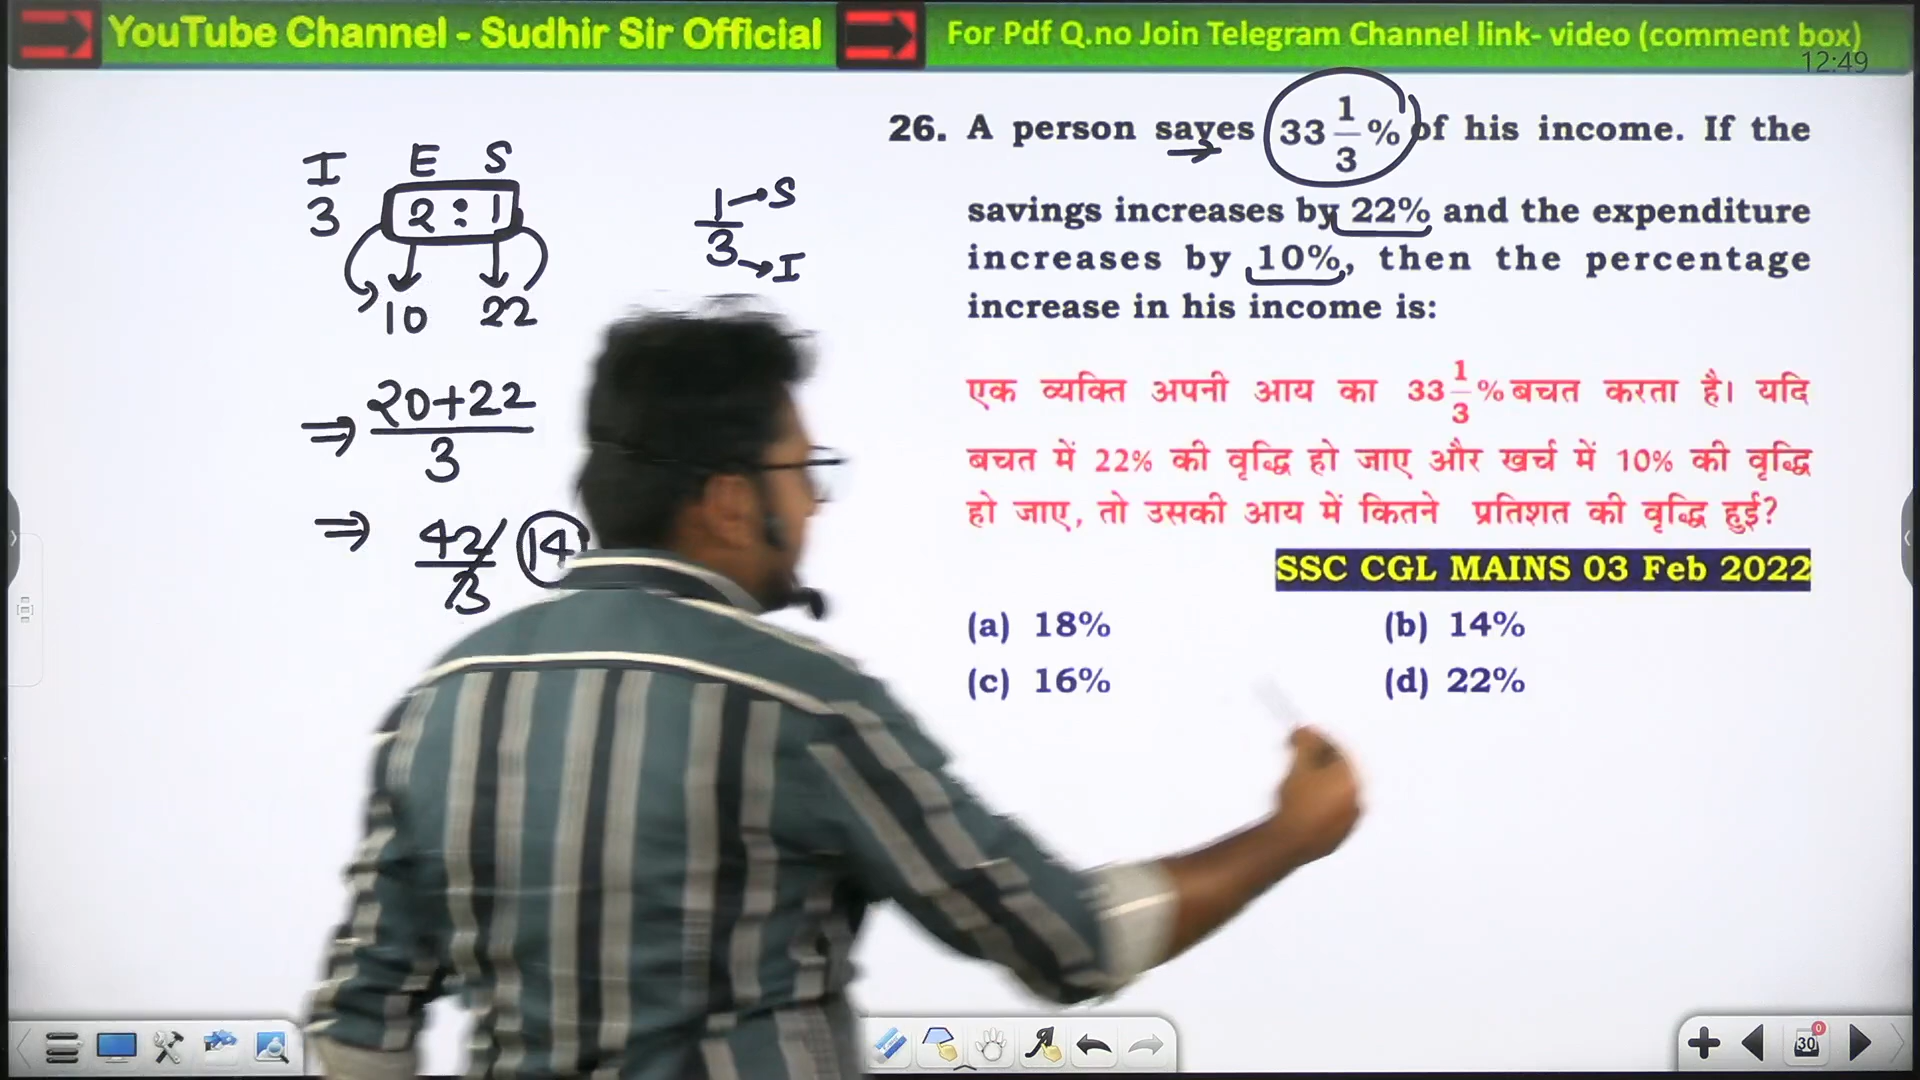 YouTube Channel - Sudhir Sir Official
For Pdf Q.no Join Telegram Channel link- video (comment box)
12:49
I E S
3 2 : 1
10 22
1 → S
3 → I
⇒ 20+22
3
⇒ 42 14
3
26. A person saves 33 1/3 % of his income. If the
savings increases by 22% and the expenditure
increases by 10%, then the percentage
increase in his income is:
एक व्यक्ति अपनी आय का 33 1/3 % बचत करता है। यदि
बचत में 22% की वृद्धि हो जाए और खर्च में 10% की वृद्धि
हो जाए, तो उसकी आय में कितने प्रतिशत की वृद्धि हुई?
SSC CGL MAINS 03 Feb 2022
(a) 18% (b) 14%
(c) 16% (d) 22%
30
0